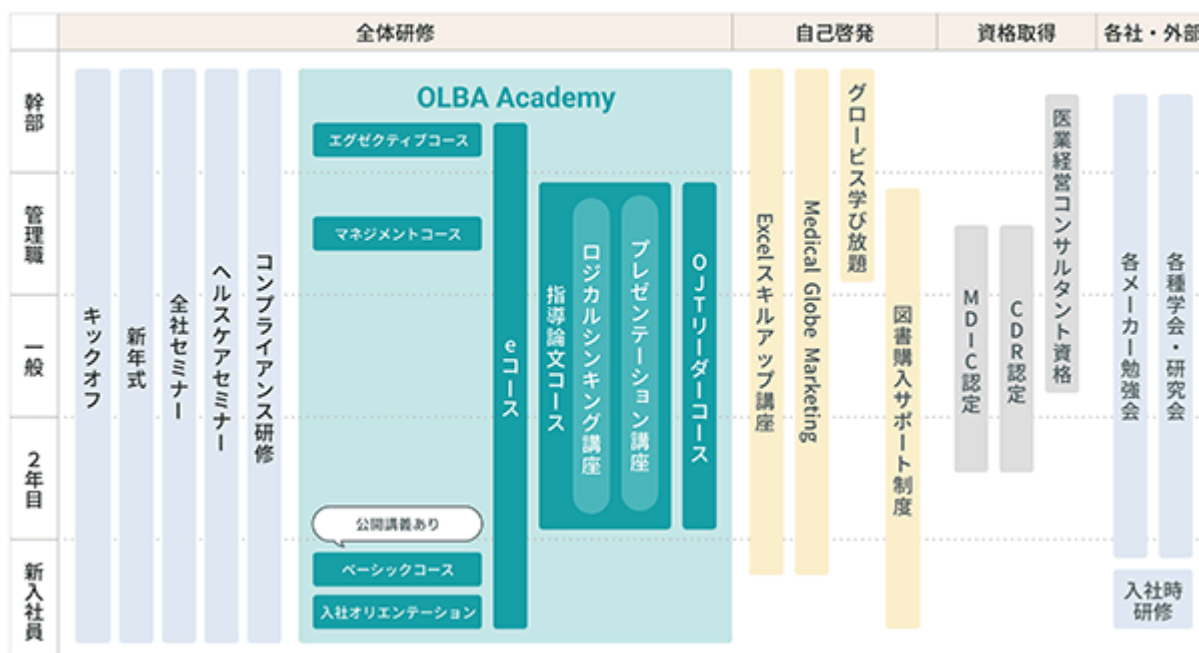 全体研修
自己啓発
資格取得
各社・外部
幹部
管理職
一般
2年目
新入社員
キックオフ
新年式
全社セミナー
ヘルスケアセミナー
コンプライアンス研修
OLBA Academy
エグゼクティブコース
マネジメントコース
公開講義あり
ベーシックコース
入社オリエンテーション
eコース
指導論文コース
ロジカルシンキング講座
プレゼンテーション講座
OJTリーダーコース
Excelスキルアップ講座
Medical Globe Marketing
グロービス学び放題
図書購入サポート制度
MDIC認定
CDR認定
医業経営コンサルタント資格
各メーカー勉強会
各種学会・研究会
入社時
研修